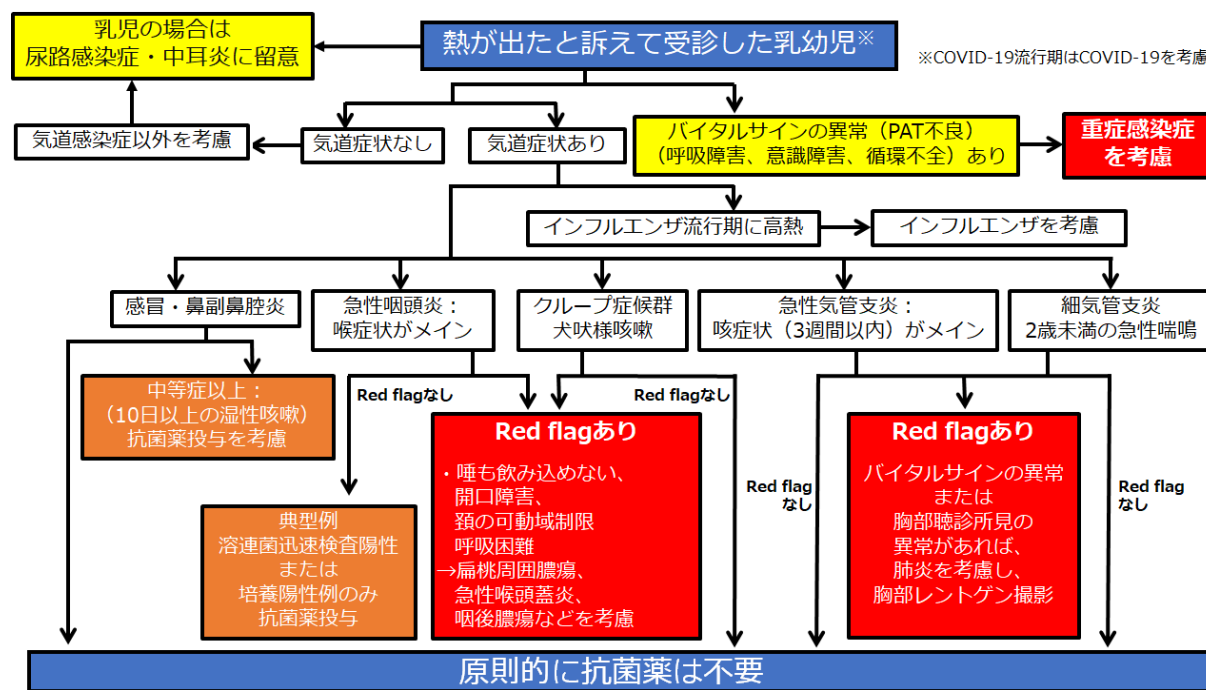 乳児の場合は
尿路感染症・中耳炎に留意
熱が出たと訴えて受診した乳幼児※
※COVID-19流行期はCOVID-19を考慮
気道感染症以外を考慮
気道症状なし
気道症状あり
バイタルサインの異常（PAT不良）
（呼吸障害、意識障害、循環不全）あり
重症感染症
を考慮
インフルエンザ流行期に高熱
インフルエンザを考慮
感冒・鼻副鼻腔炎
急性咽頭炎：
喉症状がメイン
クループ症候群
犬吠様咳嗽
急性気管支炎：
咳症状（3週間以内）がメイン
細気管支炎
2歳未満の急性喘鳴
中等症以上：
（10日以上の湿性咳嗽）
抗菌薬投与を考慮
Red flagなし
Red flagなし
典型例
溶連菌迅速検査陽性
または
培養陽性例のみ
抗菌薬投与
Red flagあり
・唾も飲み込めない、
開口障害、
頚の可動域制限
呼吸困難
→扁桃周囲膿瘍、
急性喉頭蓋炎、
咽後膿瘍などを考慮
Red flag
なし
Red flagあり
バイタルサインの異常
または
胸部聴診所見の
異常があれば、
肺炎を考慮し、
胸部レントゲン撮影
Red flag
なし
原則的に抗菌薬は不要